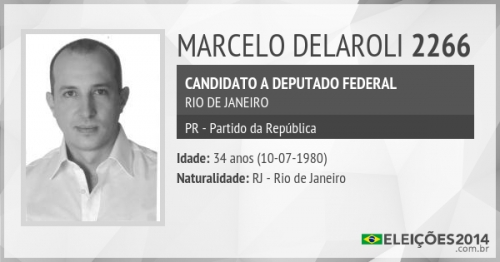 MARCELO DELAROLI 2266
CANDIDATO A DEPUTADO FEDERAL
RIO DE JANEIRO
PR - Partido da República
Idade: 34 anos (10-07-1980)
Naturalidade: RJ - Rio de Janeiro
ELEIÇÕES2014
.com.br